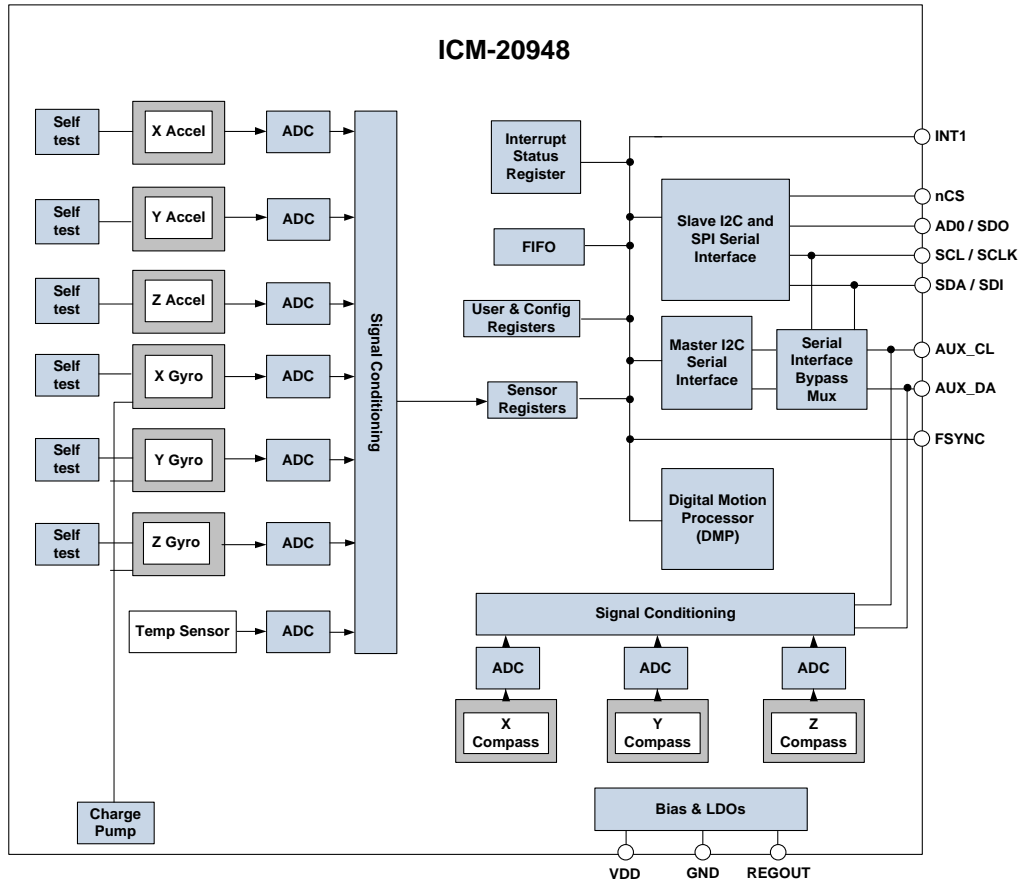 ICM-20948
Self
test
X Accel
ADC
Self
test
Y Accel
ADC
Self
test
Z Accel
ADC
Self
test
X Gyro
ADC
Self
test
Y Gyro
ADC
Self
test
Z Gyro
ADC
Temp Sensor
ADC
Charge
Pump
Signal Conditioning
Interrupt
Status
Register
FIFO
User & Config
Registers
Sensor
Registers
Slave I2C and
SPI Serial
Interface
Master I2C
Serial
Interface
Serial
Interface
Bypass
Mux
Digital Motion
Processor
(DMP)
INT1
nCS
AD0 / SDO
SCL / SCLK
SDA / SDI
AUX_CL
AUX_DA
FSYNC
Signal Conditioning
ADC
ADC
ADC
X
Compass
Y
Compass
Z
Compass
Bias & LDOs
VDD
GND
REGOUT